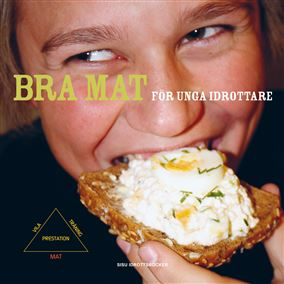 BRA MAT FÖR UNGA IDROTTARE
VILA
TRÄNING
PRESTATION
MAT
SISU IDROTTSBÖCKER